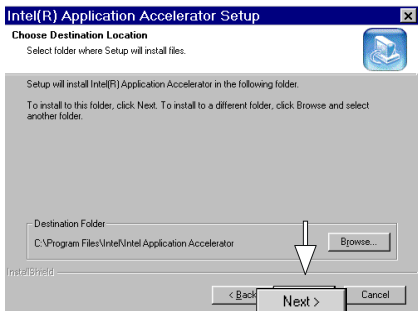 Intel(R) Application Accelerator Setup
Choose Destination Location
Select folder where Setup will install files.
Setup will install Intel(R) Application Accelerator in the following folder.
To install to this folder, click Next. To install to a different folder, click Browse and select
another folder.
Destination Folder
C:\Program Files\Intel\Intel Application Accelerator
Browse...
InstallShield
< Back
Next >
Cancel